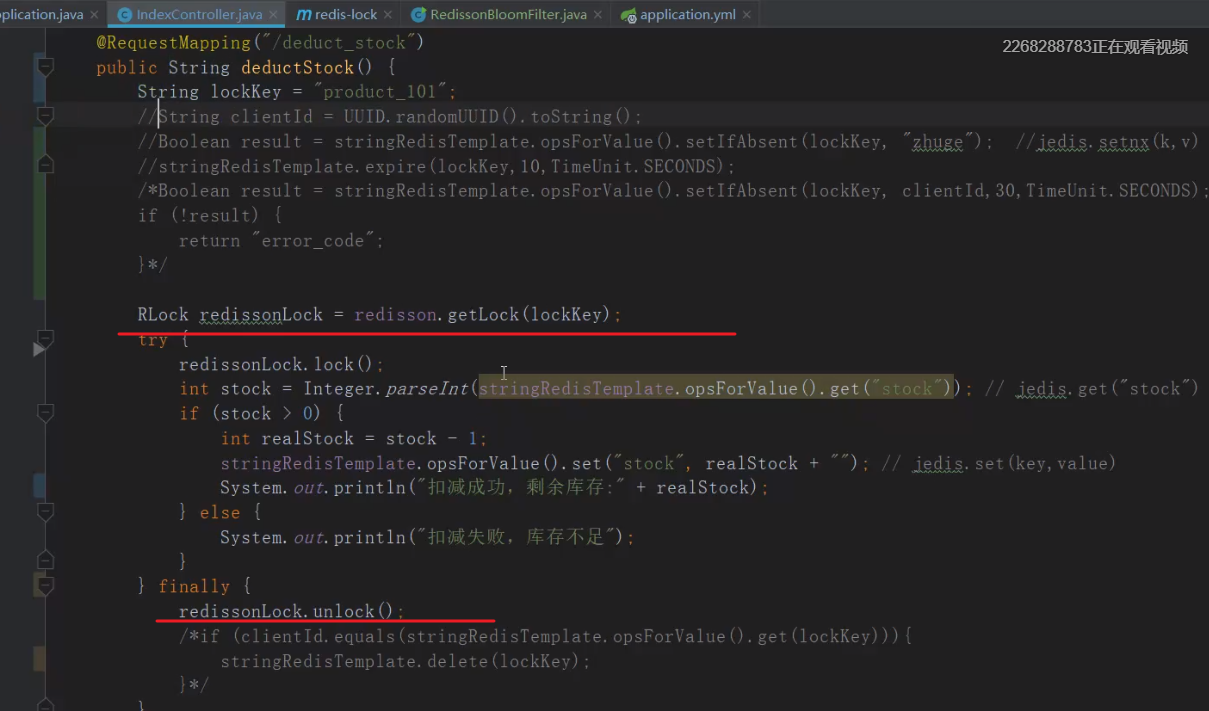 plication.java × IndexController.java × redis-lock × RedissonBloomFilter.java × application.yml ×
2268288783正在观看视频
@RequestMapping("/deduct_stock")
public String deductStock() {
String lockKey = "product_101";
//String clientId = UUID.randomUUID().toString();
//Boolean result = stringRedisTemplate.opsForValue().setIfAbsent(lockKey, "zhuge"); //jedis.setnx(k,v)
//stringRedisTemplate.expire(lockKey,10,TimeUnit.SECONDS);
/*Boolean result = stringRedisTemplate.opsForValue().setIfAbsent(lockKey, clientId,30,TimeUnit.SECONDS);
if (!result) {
return "error_code";
}*/
RLock redissonLock = redisson.getLock(lockKey);
try {
redissonLock.lock();
int stock = Integer.parseInt(stringRedisTemplate.opsForValue().get("stock")); // jedis.get("stock")
if (stock > 0) {
int realStock = stock - 1;
stringRedisTemplate.opsForValue().set("stock", realStock + ""); // jedis.set(key,value)
System.out.println("扣减成功，剩余库存:" + realStock);
} else {
System.out.println("扣减失败，库存不足");
}
} finally {
redissonLock.unlock();
/*if (clientId.equals(stringRedisTemplate.opsForValue().get(lockKey))){
stringRedisTemplate.delete(lockKey);
}*/
}